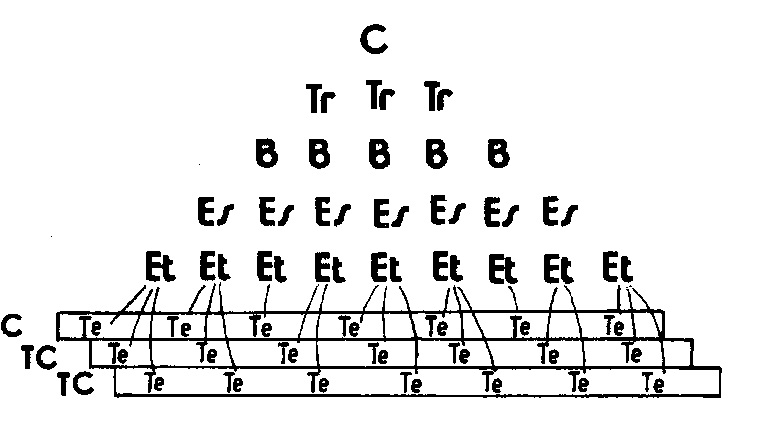 C
Tr Tr Tr
B B B B B
Es Es Es Es Es Es Es
Et Et Et Et Et Et Et Et Et
C Te Te Te Te Te Te Te
TC Te Te Te Te Te Te Te
TC Te Te Te Te Te Te Te